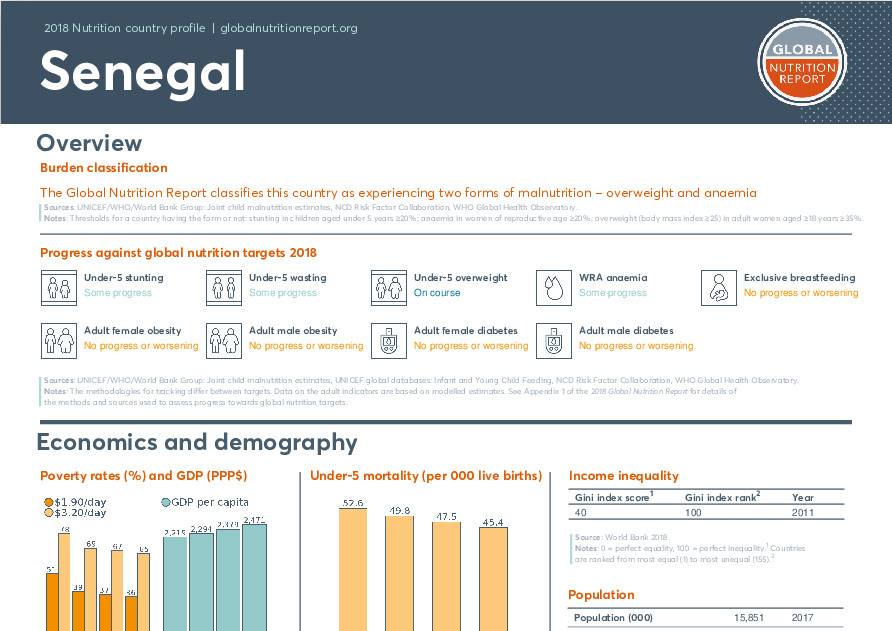 2018 Nutrition country profile | globalnutritionreport.org
Senegal
GLOBAL
NUTRITION
REPORT
Overview
Burden classification
The Global Nutrition Report classifies this country as experiencing two forms of malnutrition – overweight and anaemia
Sources: UNICEF/WHO/World Bank Group: Joint child malnutrition estimates, NCD Risk Factor Collaboration, WHO Global Health Observatory.
Notes: Thresholds for a country having the form or not: stunting in children aged under 5 years ≥20%; anaemia in women of reproductive age ≥20%; overweight (body mass index ≥25) in adult women aged ≥18 years ≥35%.
Progress against global nutrition targets 2018
Under-5 stunting
Some progress
Under-5 wasting
Some progress
Under-5 overweight
On course
WRA anaemia
Some progress
Exclusive breastfeeding
No progress or worsening
Adult female obesity
No progress or worsening
Adult male obesity
No progress or worsening
Adult female diabetes
No progress or worsening
Adult male diabetes
No progress or worsening
Sources: UNICEF/WHO/World Bank Group: Joint child malnutrition estimates, UNICEF global databases: Infant and Young Child Feeding, NCD Risk Factor Collaboration, WHO Global Health Observatory.
Notes: The methodologies for tracking differ between targets. Data on the adult indicators are based on modelled estimates. See Appendix 1 of the 2018 Global Nutrition Report for details of
the methods and sources used to assess progress towards global nutrition targets.
Economics and demography
Poverty rates (%) and GDP (PPP$)
$1.90/day
$3.20/day
GDP per capita
78
39
69
37
67
36
65
2,219
2,294
2,379
2,471
Under-5 mortality (per 000 live births)
52.6
49.8
47.5
45.4
Income inequality
Gini index score1 Gini index rank2 Year
40 100 2011
Source: World Bank 2018.
Notes: 0 = perfect equality, 100 = perfect inequality.1 Countries
are ranked from most equal (1) to most unequal (155).2
Population
Population (000) 15,851 2017